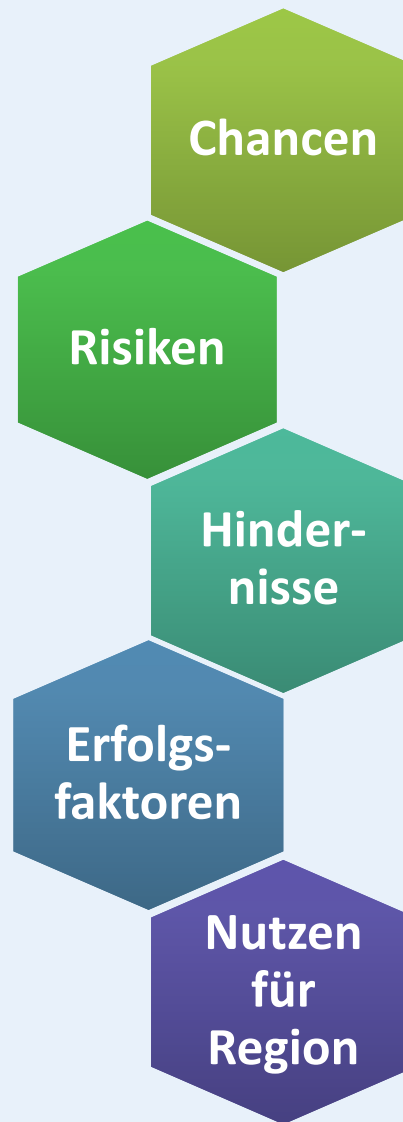 Chancen
Risiken
Hinder-
nisse
Erfolgs-
faktoren
Nutzen
für
Region